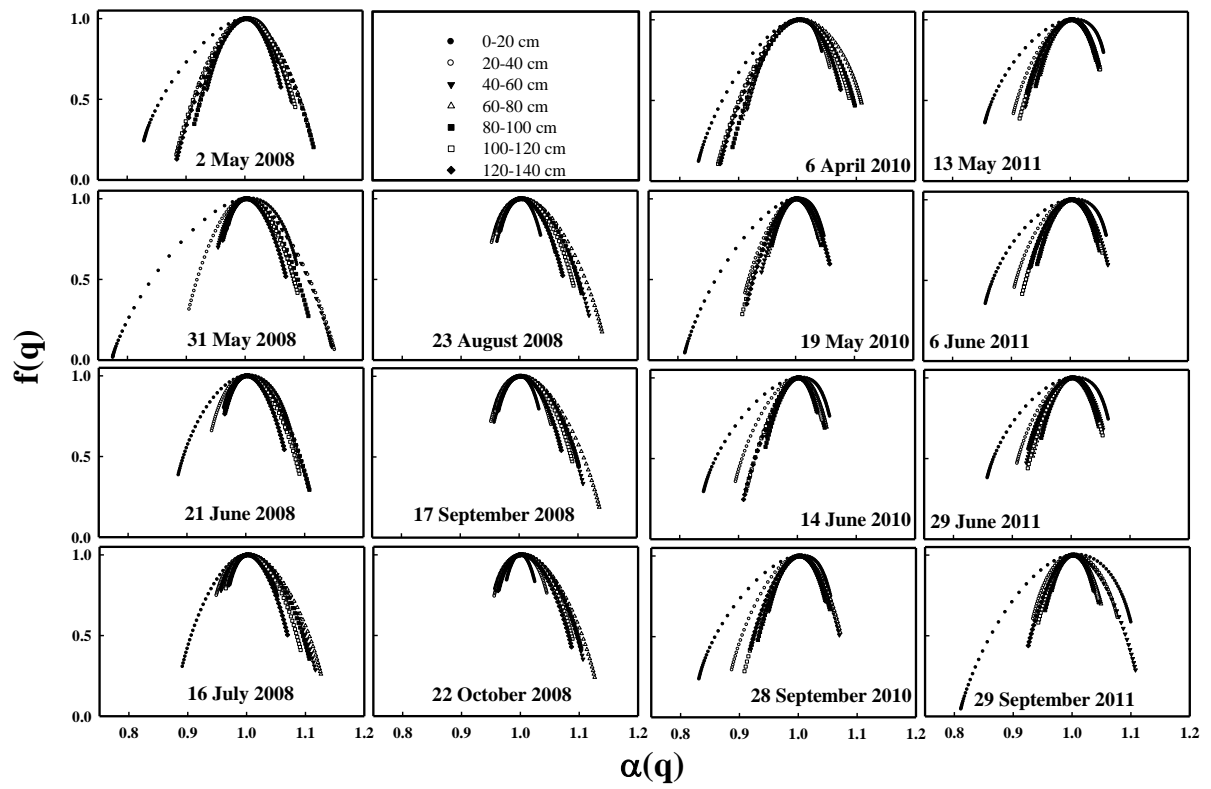 1.0
0.5
0.0
2 May 2008
0-20 cm
20-40 cm
40-60 cm
60-80 cm
80-100 cm
100-120 cm
120-140 cm
6 April 2010
13 May 2011
1.0
0.5
0.0
31 May 2008
23 August 2008
19 May 2010
6 June 2011
f(q)
1.0
0.5
0.0
21 June 2008
17 September 2008
14 June 2010
29 June 2011
1.0
0.5
0.0
16 July 2008
22 October 2008
28 September 2010
29 September 2011
0.8 0.9 1.0 1.1 1.2
0.8 0.9 1.0 1.1 1.2
0.8 0.9 1.0 1.1 1.2
0.8 0.9 1.0 1.1 1.2
α(q)